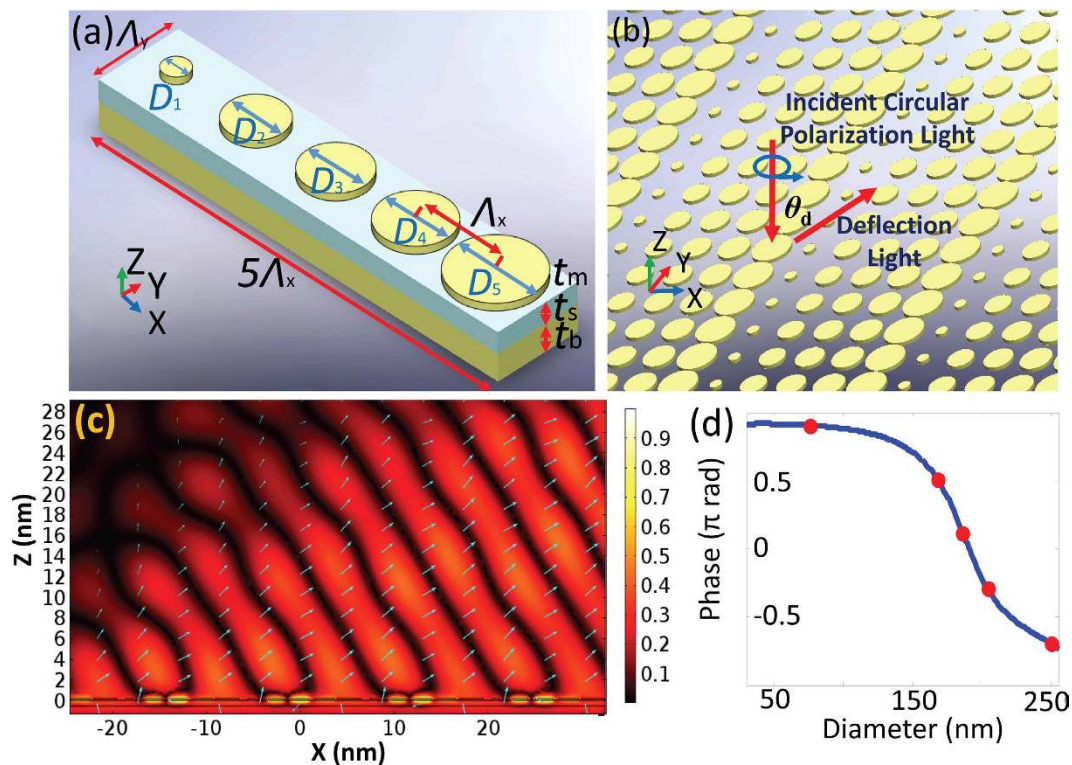 (a)
ΛY
D1
D2
D3
D4
D5
Λx
5Λx
tm
ts
tb
Z
Y
X
(b)
Incident Circular
Polarization Light
θd
Deflection
Light
Z
Y
X
(c)
28
26
24
22
20
18
16
14
12
10
8
6
4
2
0
Z (nm)
-20
-10
0
10
20
X (nm)
0.9
0.8
0.7
0.6
0.5
0.4
0.3
0.2
0.1
(d)
0.5
0
-0.5
Phase (π rad)
50
150
250
Diameter (nm)